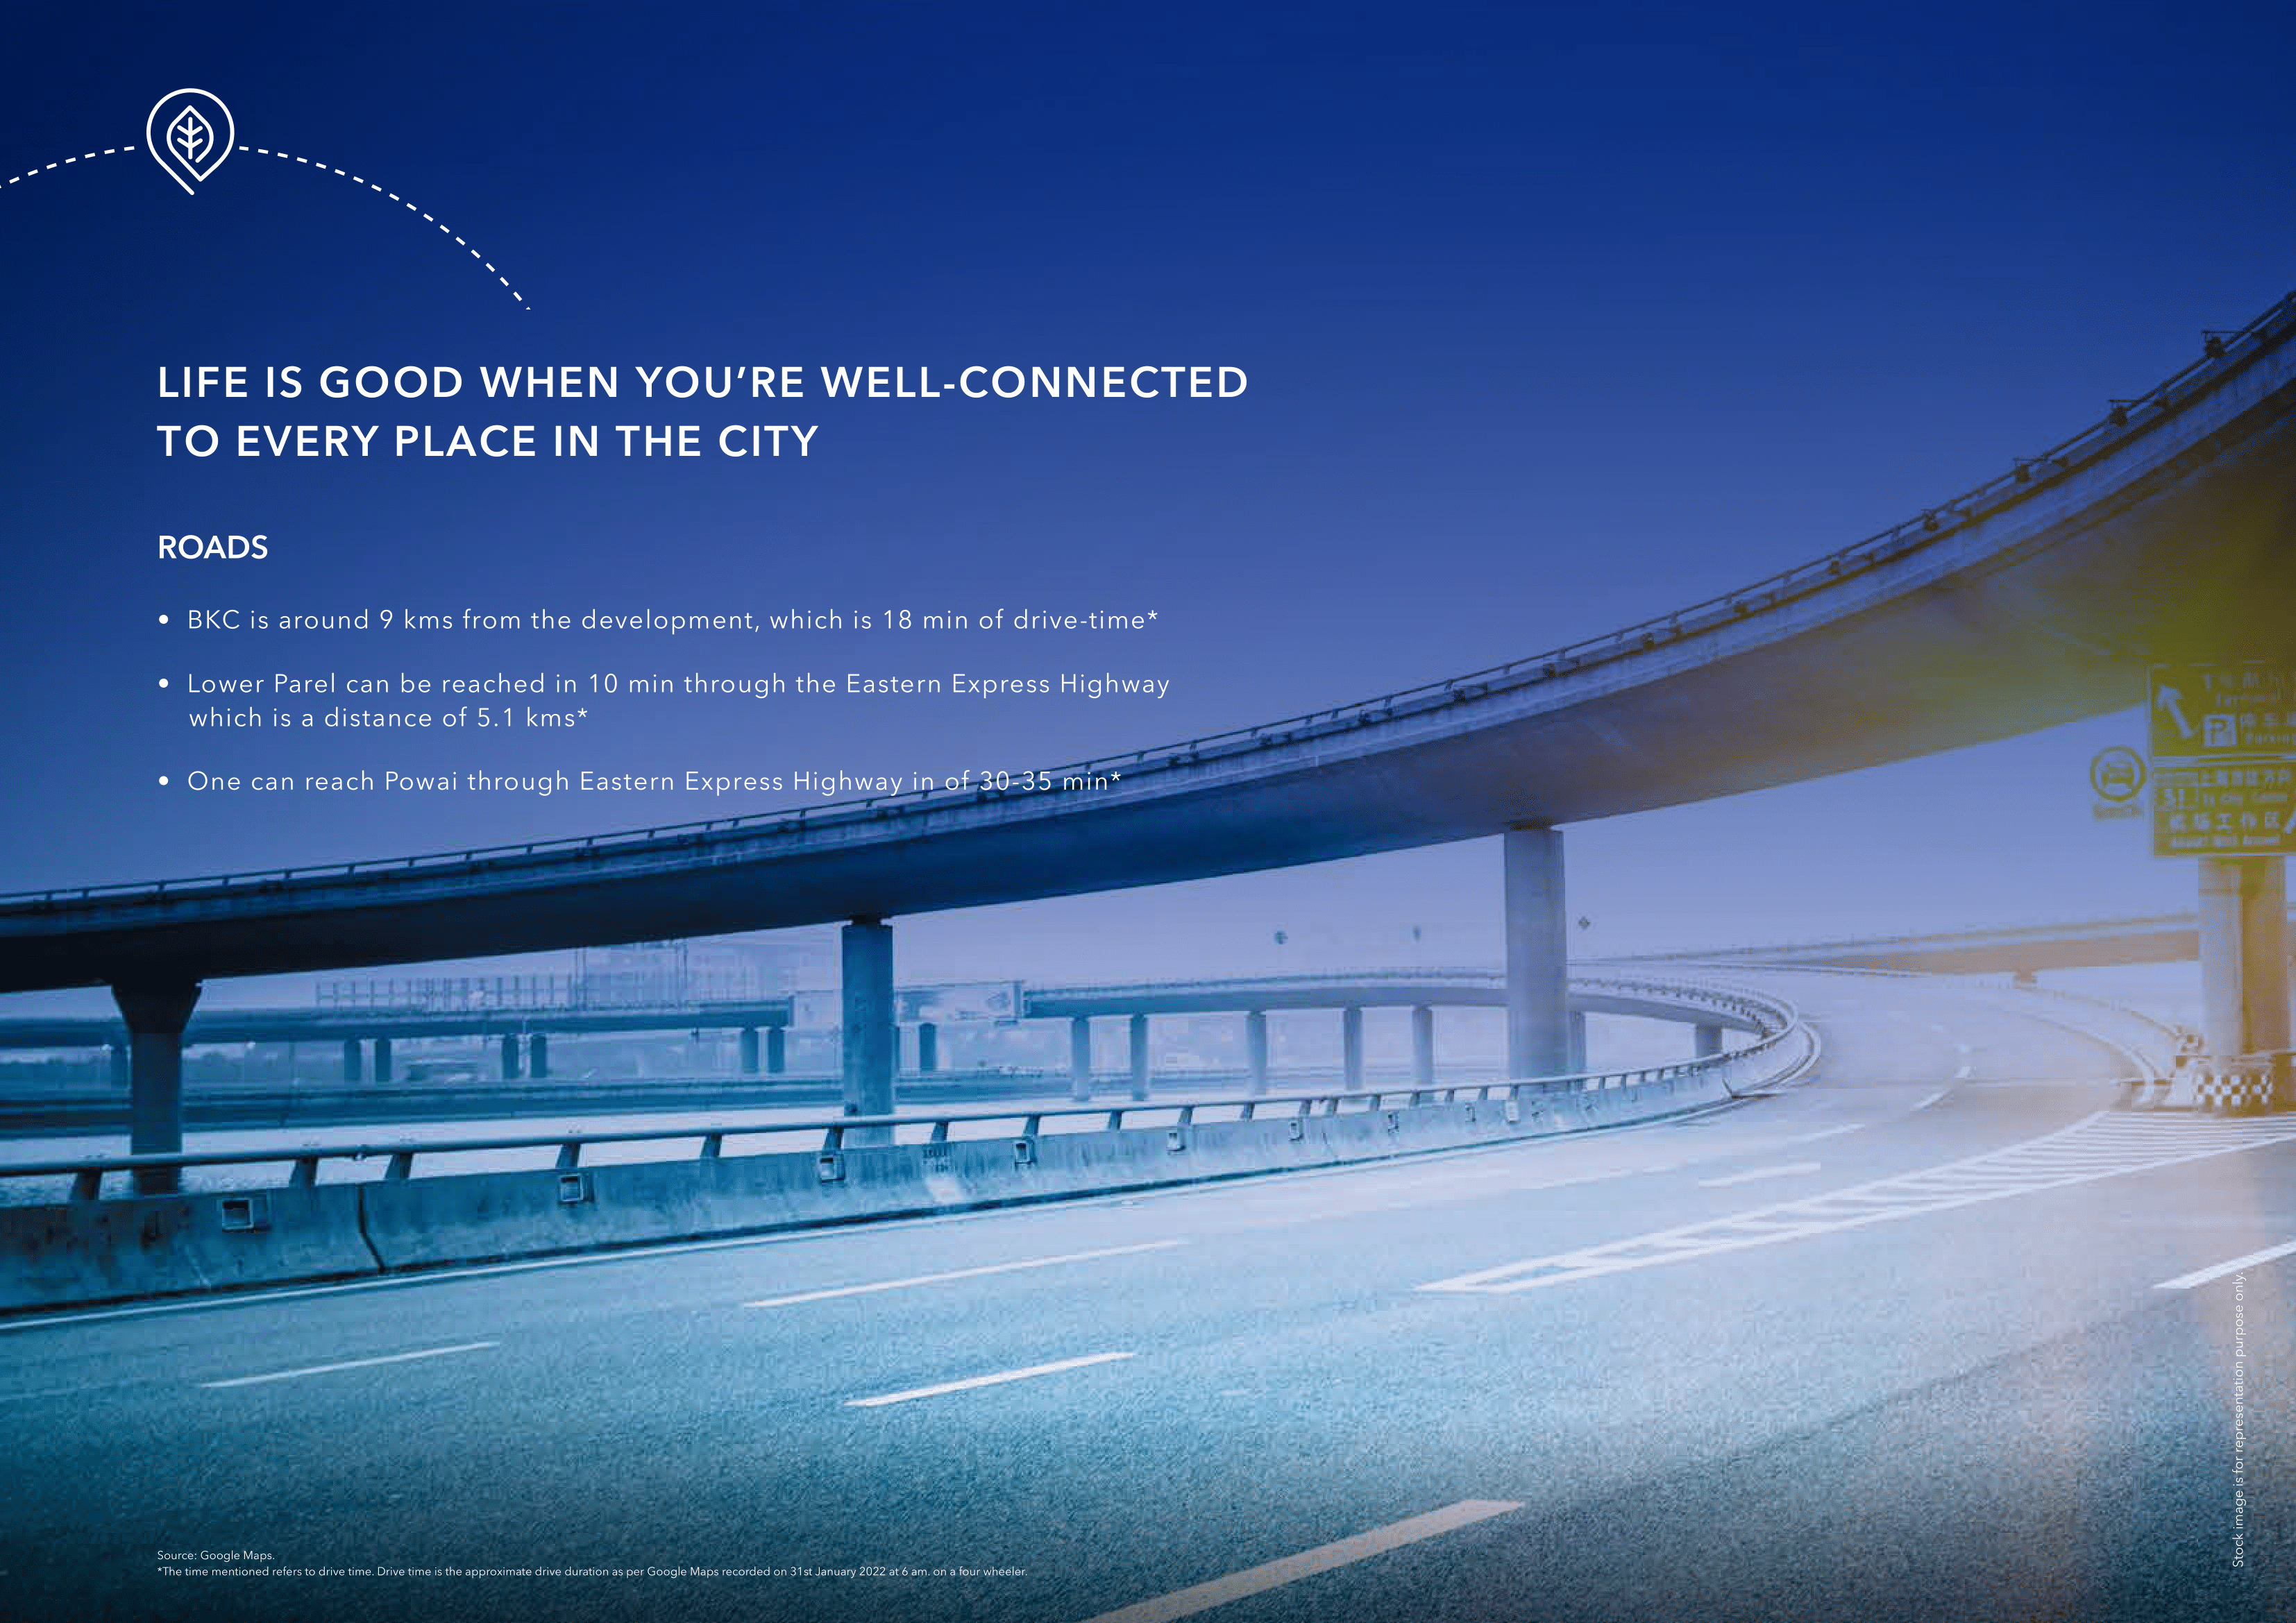 LIFE IS GOOD WHEN YOU’RE WELL-CONNECTED
TO EVERY PLACE IN THE CITY
ROADS
• BKC is around 9 kms from the development, which is 18 min of drive-time*
• Lower Parel can be reached in 10 min through the Eastern Express Highway
which is a distance of 5.1 kms*
• One can reach Powai through Eastern Express Highway in of 30-35 min*
P
Source: Google Maps.
*The time mentioned refers to drive time. Drive time is the approximate drive duration as per Google Maps recorded on 31st January 2022 at 6 am. on a four wheeler.
Stock image is for representation purpose only.